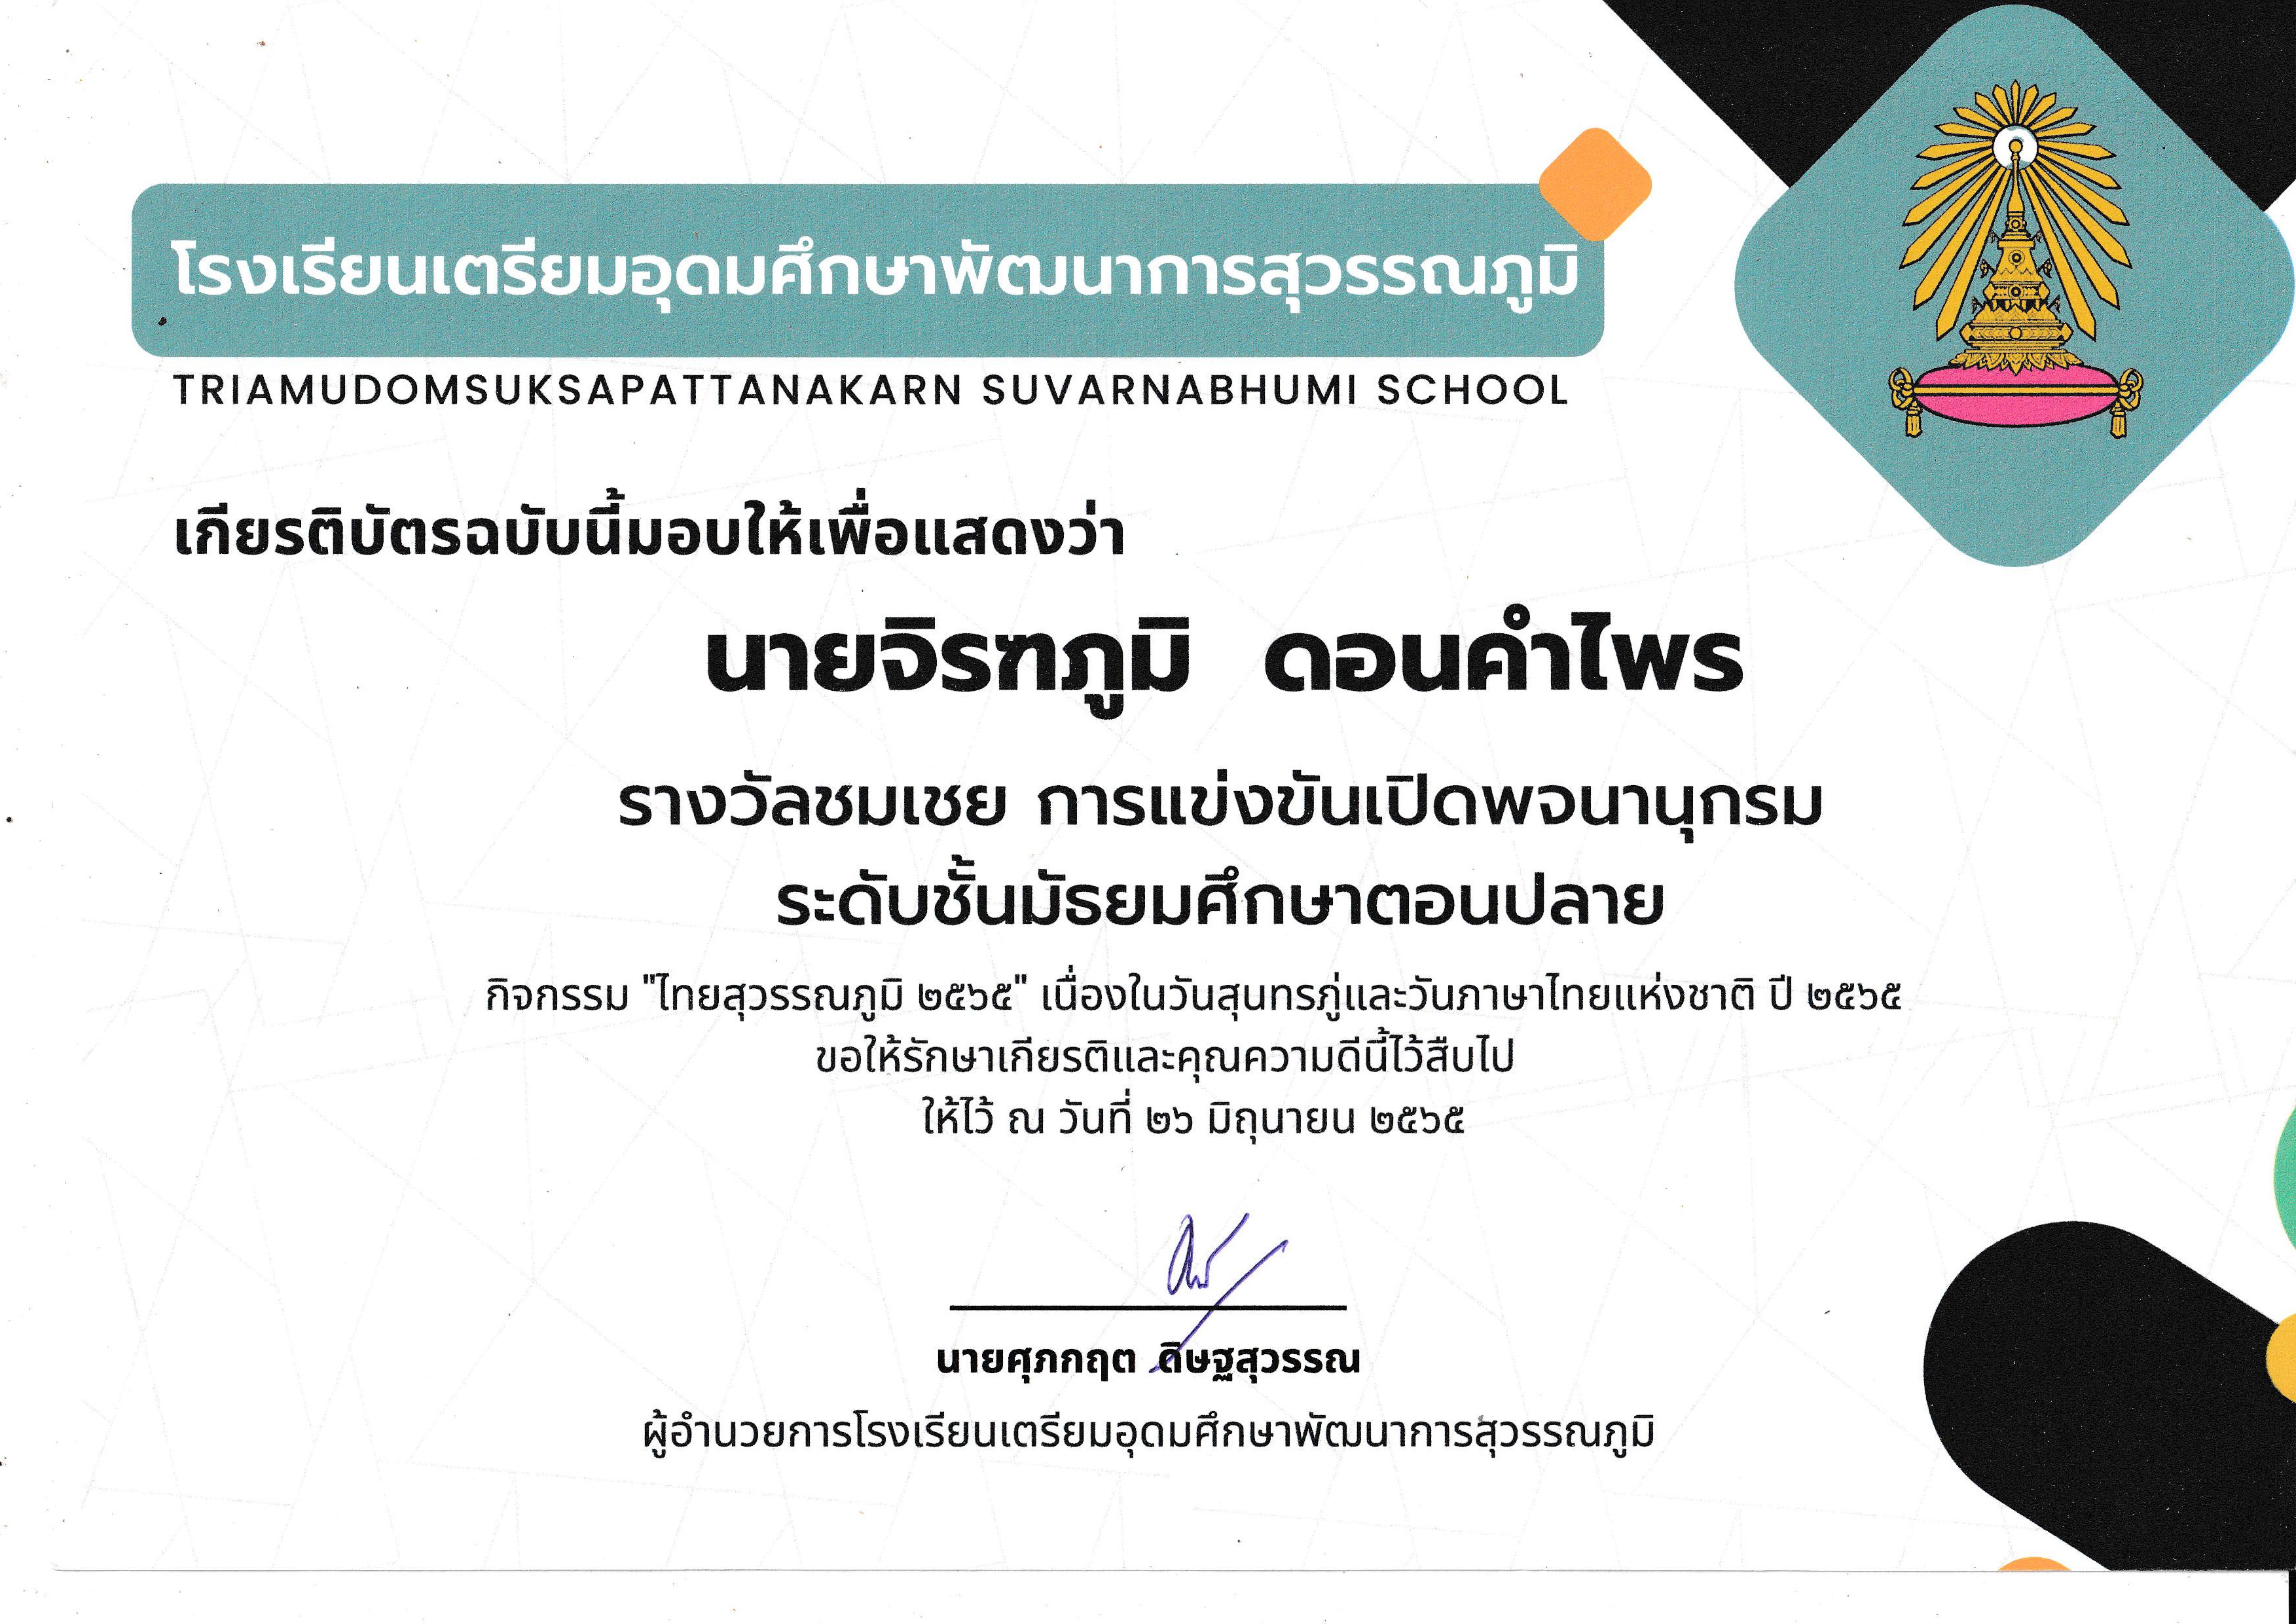 โรงเรียนเตรียมอุดมศึกษาพัฒนาการสุวรรณภูมิ
TRIAMUDOMSUKSAPATTANAKARN SUVARNABHUMI SCHOOL
เกียรติบัตรฉบับนี้มอบให้เพื่อแสดงว่า
นายจิรฑภูมิ ดอนคำไพร
รางวัลชมเชย การแข่งขันเปิดพจนานุกรม
ระดับชั้นมัธยมศึกษาตอนปลาย
กิจกรรม "ไทยสุวรรณภูมิ ๒๕๖๕" เนื่องในวันสุนทรภู่และวันภาษาไทยแห่งชาติ ปี ๒๕๖๕
ขอให้รักษาเกียรติและคุณความดีนี้ไว้สืบไป
ให้ไว้ ณ วันที่ ๒๖ มิถุนายน ๒๕๖๕
นายศุภกฤต ดิษฐสุวรรณ
ผู้อำนวยการโรงเรียนเตรียมอุดมศึกษาพัฒนาการสุวรรณภูมิ